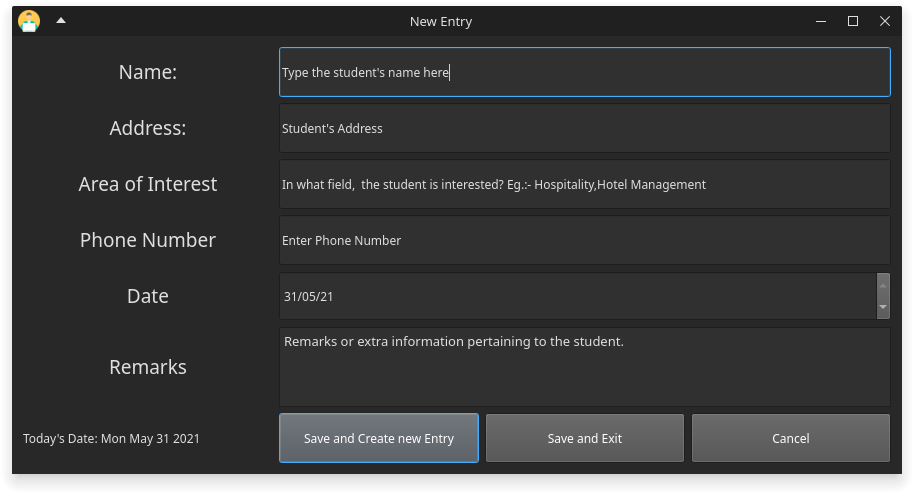 New Entry
Name:
Type the student's name here
Address:
Student's Address
Area of Interest
In what field,  the student is interested? Eg.:- Hospitality,Hotel Management
Phone Number
Enter Phone Number
Date
31/05/21
Remarks
Remarks or extra information pertaining to the student.
Today's Date: Mon May 31 2021
Save and Create new Entry
Save and Exit
Cancel